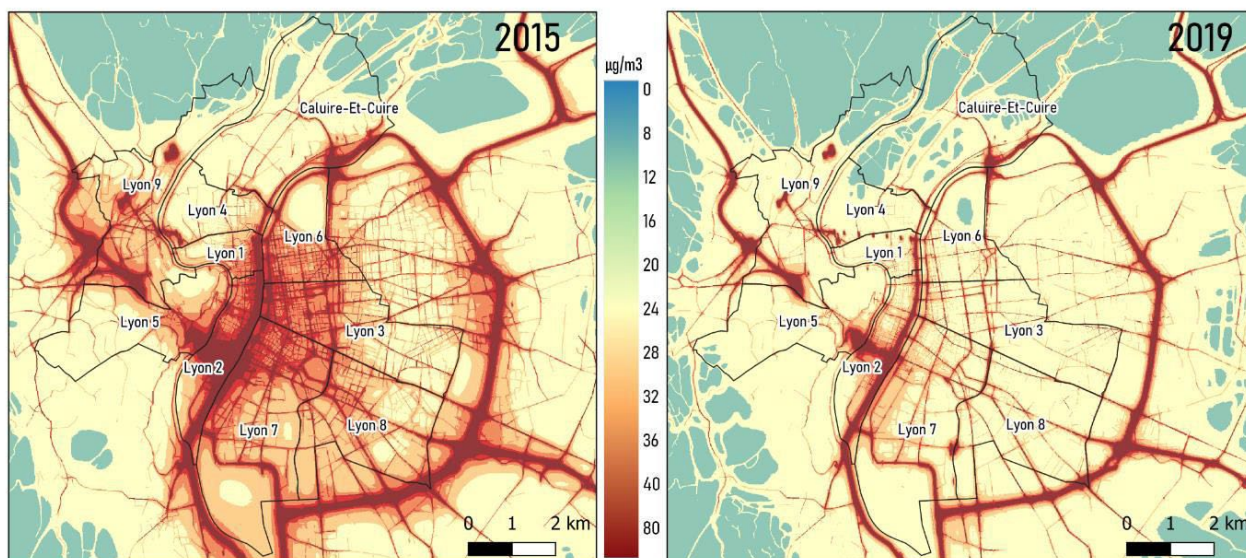 2015
Caluire-Et-Cuire
Lyon 9
Lyon 4
Lyon 1
Lyon 6
Lyon 5
Lyon 3
Lyon 2
Lyon 7
Lyon 8
0 1 2 km
µg/m3
0
8
12
16
20
24
28
32
36
40
80
2019
Caluire-Et-Cuire
Lyon 9
Lyon 4
Lyon 1
Lyon 6
Lyon 5
Lyon 3
Lyon 2
Lyon 7
Lyon 8
0 1 2 km